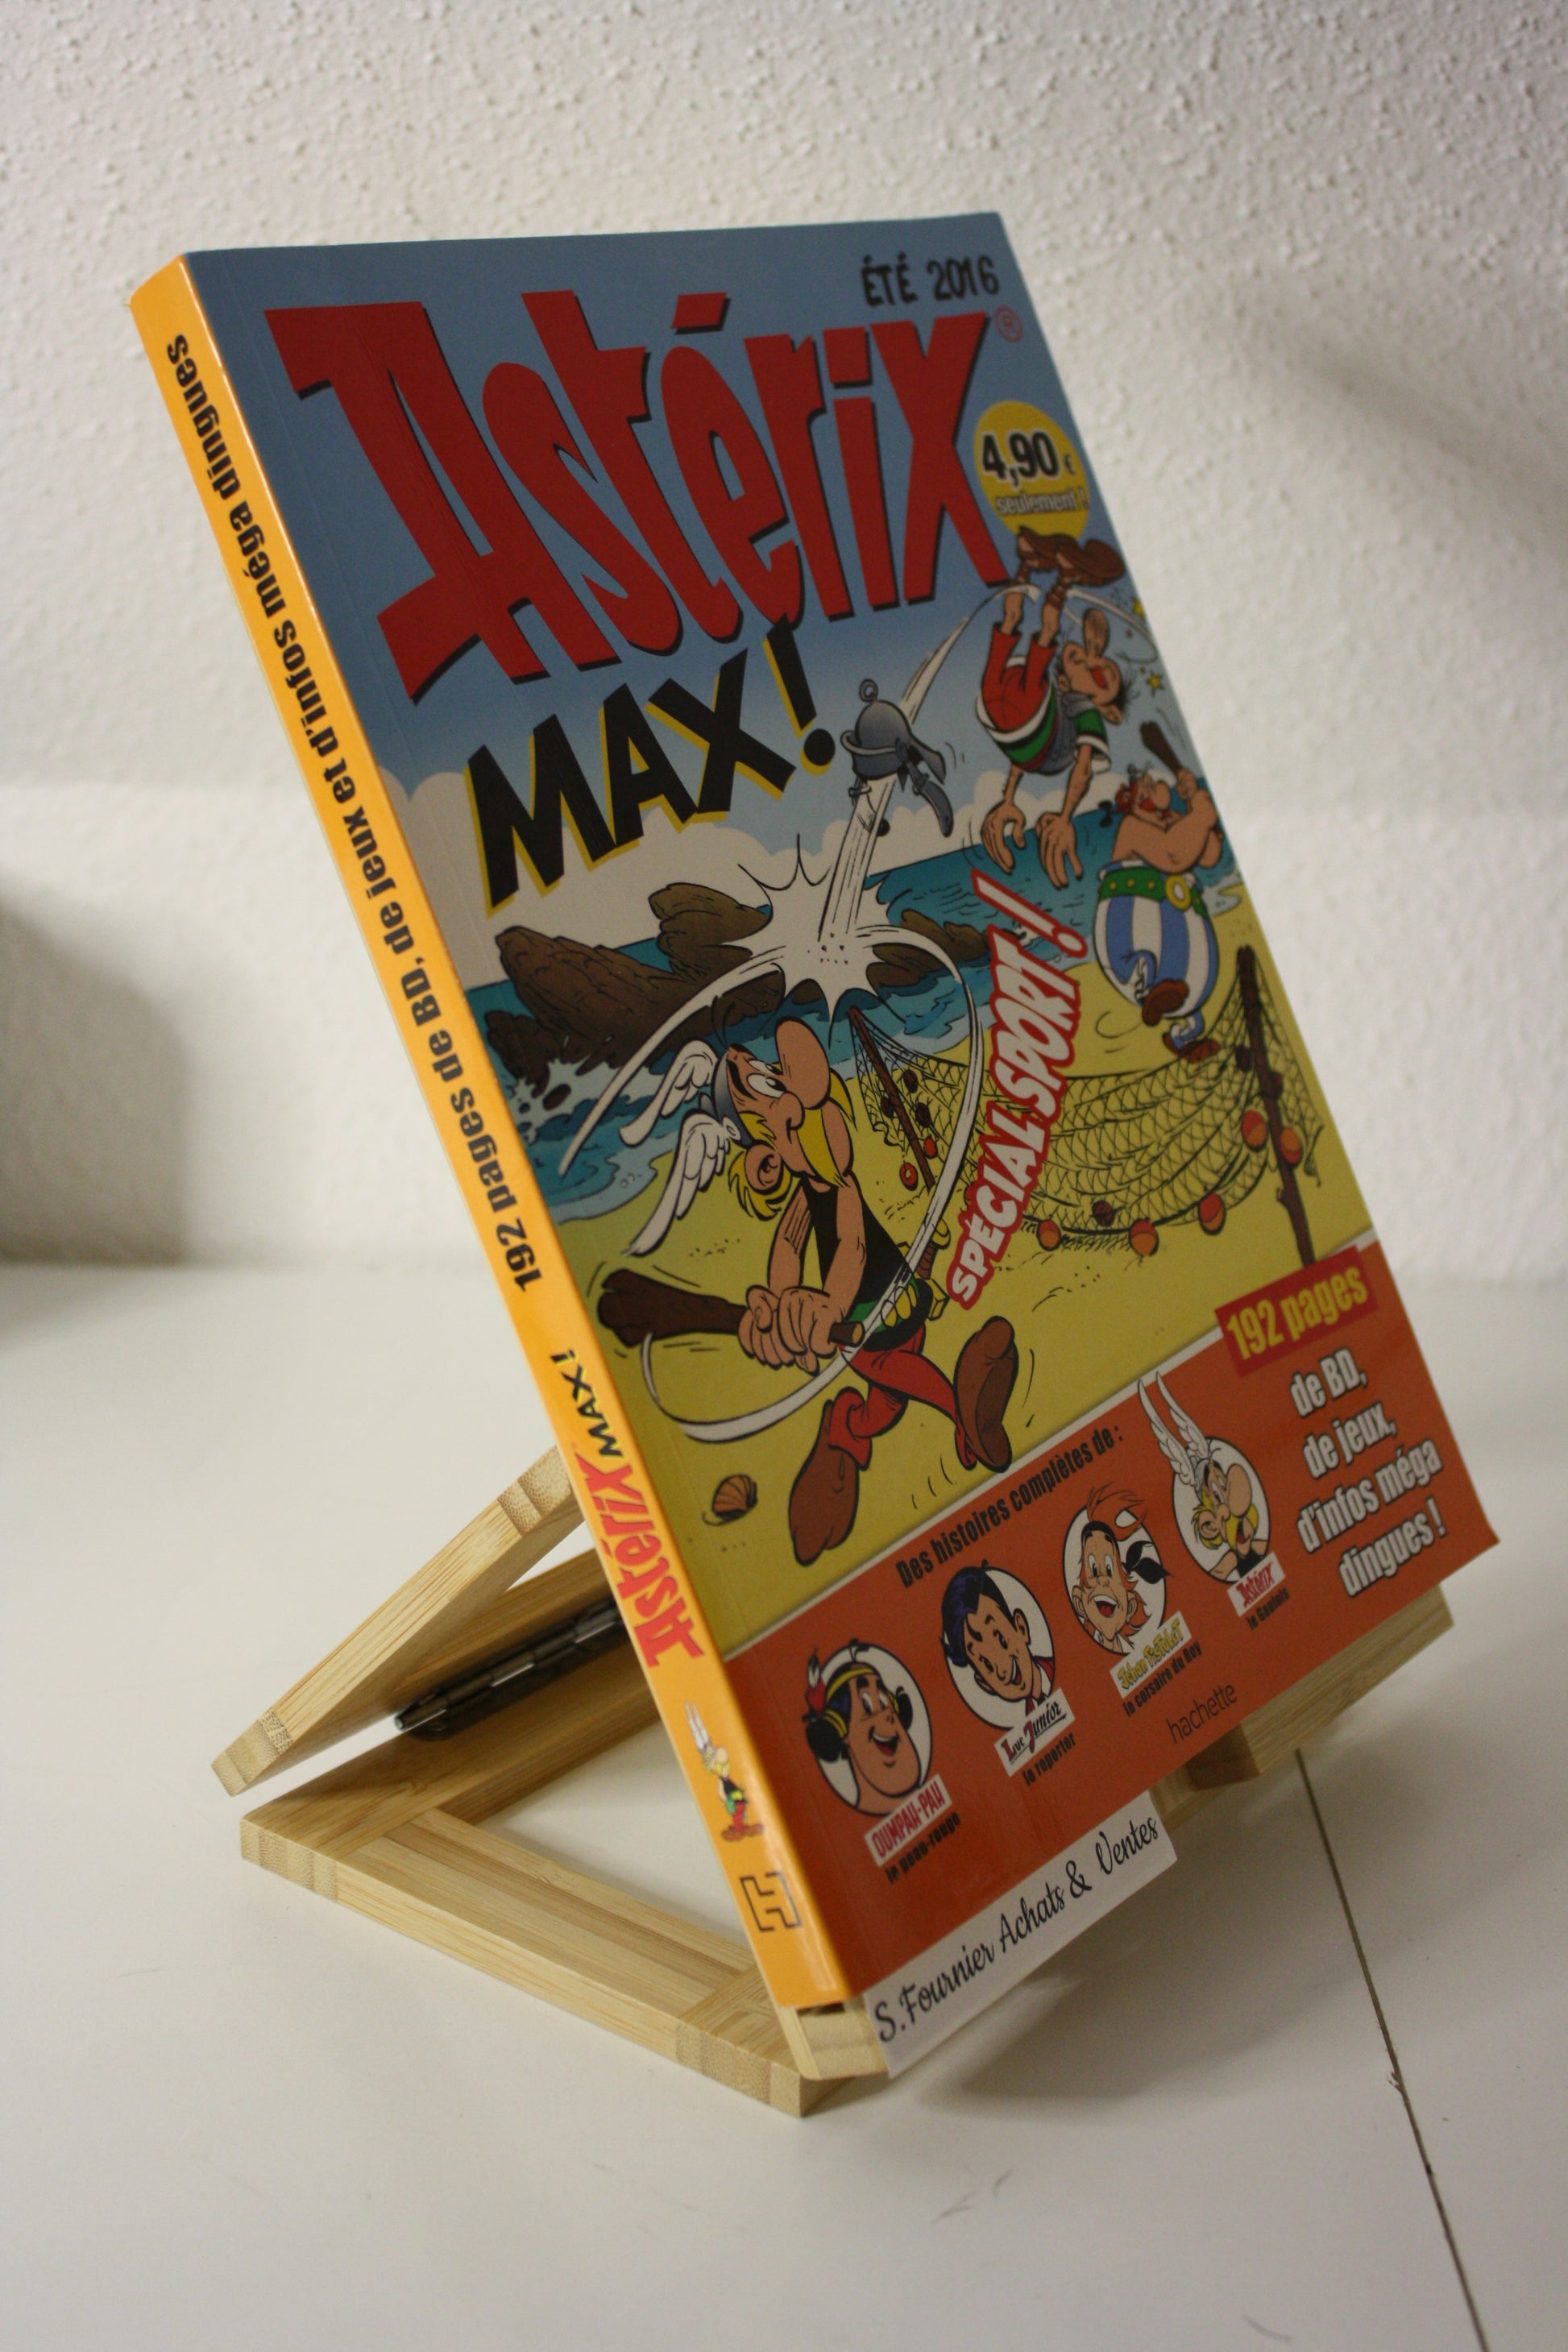 ÉTÉ 2016
Astérix®
MAX!
4,90 €
seulement !
SPÉCIAL SPORT !
192 pages
de BD,
de jeux,
d'infos méga
dingues !
Des histoires complètes de :
OUMPAH-PAH
le peau-rouge
Luc Junior
le reporter
Jehan Pistolet
le corsaire du Roy
Astérix
le Gaulois
hachette
Astérix MAX! 192 pages de BD, de jeux et d'infos méga dingues
H
S.Fournier Achats & Ventes